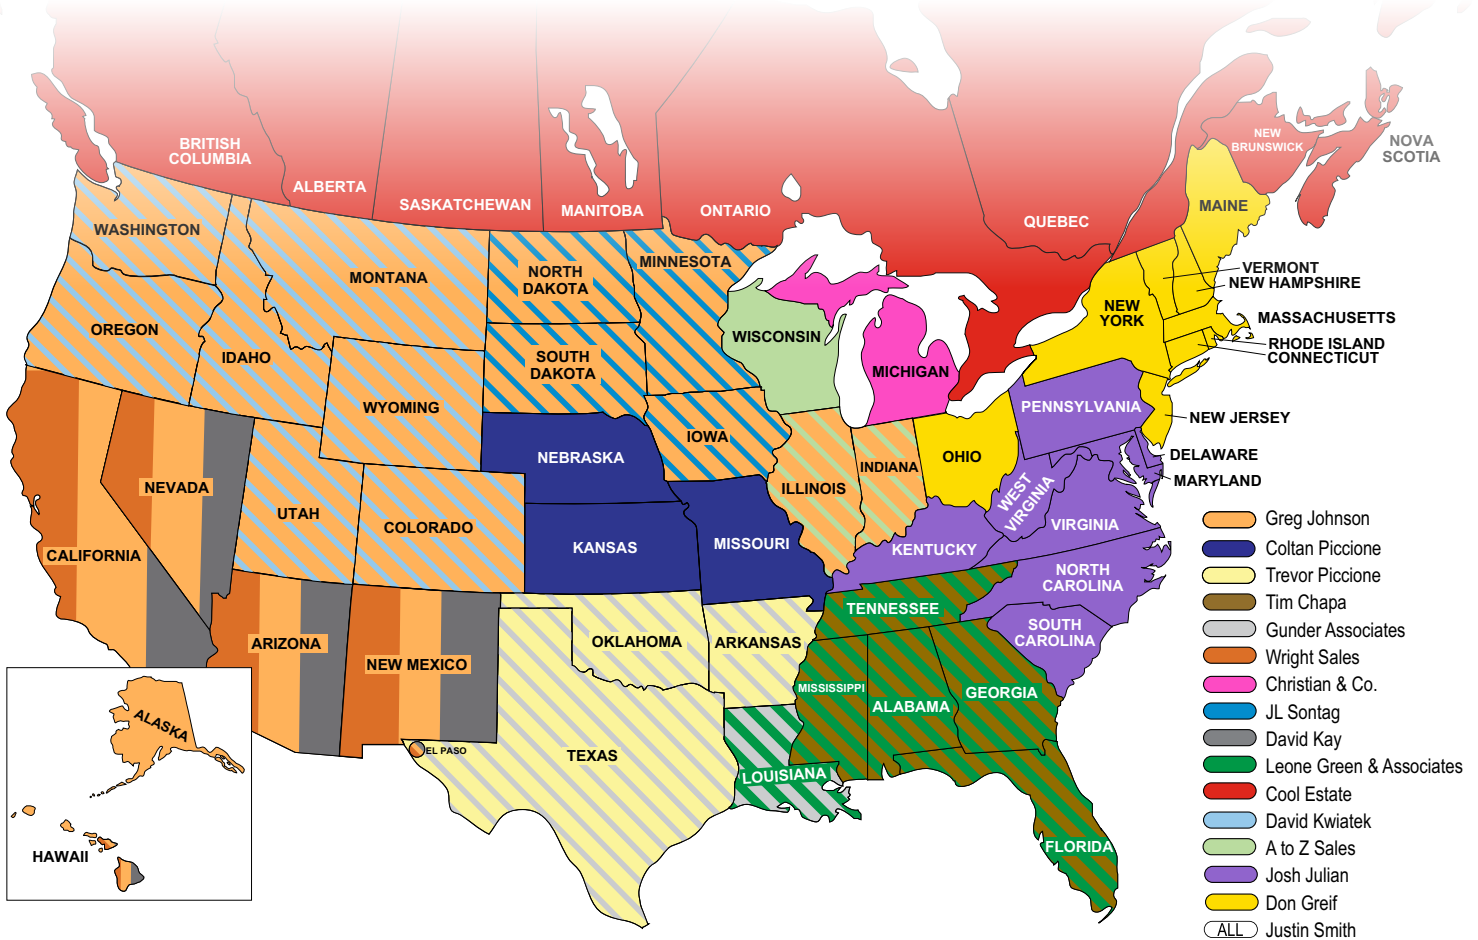 BRITISH
COLUMBIA
ALBERTA
SASKATCHEWAN
MANITOBA
ONTARIO
QUEBEC
NEW
BRUNSWICK
NOVA
SCOTIA
MAINE
WASHINGTON
MONTANA
NORTH
DAKOTA
MINNESOTA
OREGON
IDAHO
WYOMING
SOUTH
DAKOTA
WISCONSIN
MICHIGAN
NEW
YORK
VERMONT
NEW HAMPSHIRE
MASSACHUSETTS
RHODE ISLAND
CONNECTICUT
PENNSYLVANIA
NEW JERSEY
DELAWARE
MARYLAND
IOWA
NEBRASKA
ILLINOIS
INDIANA
OHIO
WEST
VIRGINIA
VIRGINIA
NEVADA
UTAH
COLORADO
KANSAS
MISSOURI
KENTUCKY
CALIFORNIA
NORTH
CAROLINA
SOUTH
CAROLINA
TENNESSEE
ARIZONA
NEW MEXICO
OKLAHOMA
ARKANSAS
MISSISSIPPI
ALABAMA
GEORGIA
EL PASO
TEXAS
LOUISIANA
FLORIDA
ALASKA
HAWAII
Greg Johnson
Coltan Piccione
Trevor Piccione
Tim Chapa
Gunder Associates
Wright Sales
Christian & Co.
JL Sontag
David Kay
Leone Green & Associates
Cool Estate
David Kwiatek
A to Z Sales
Josh Julian
Don Greif
ALL Justin Smith